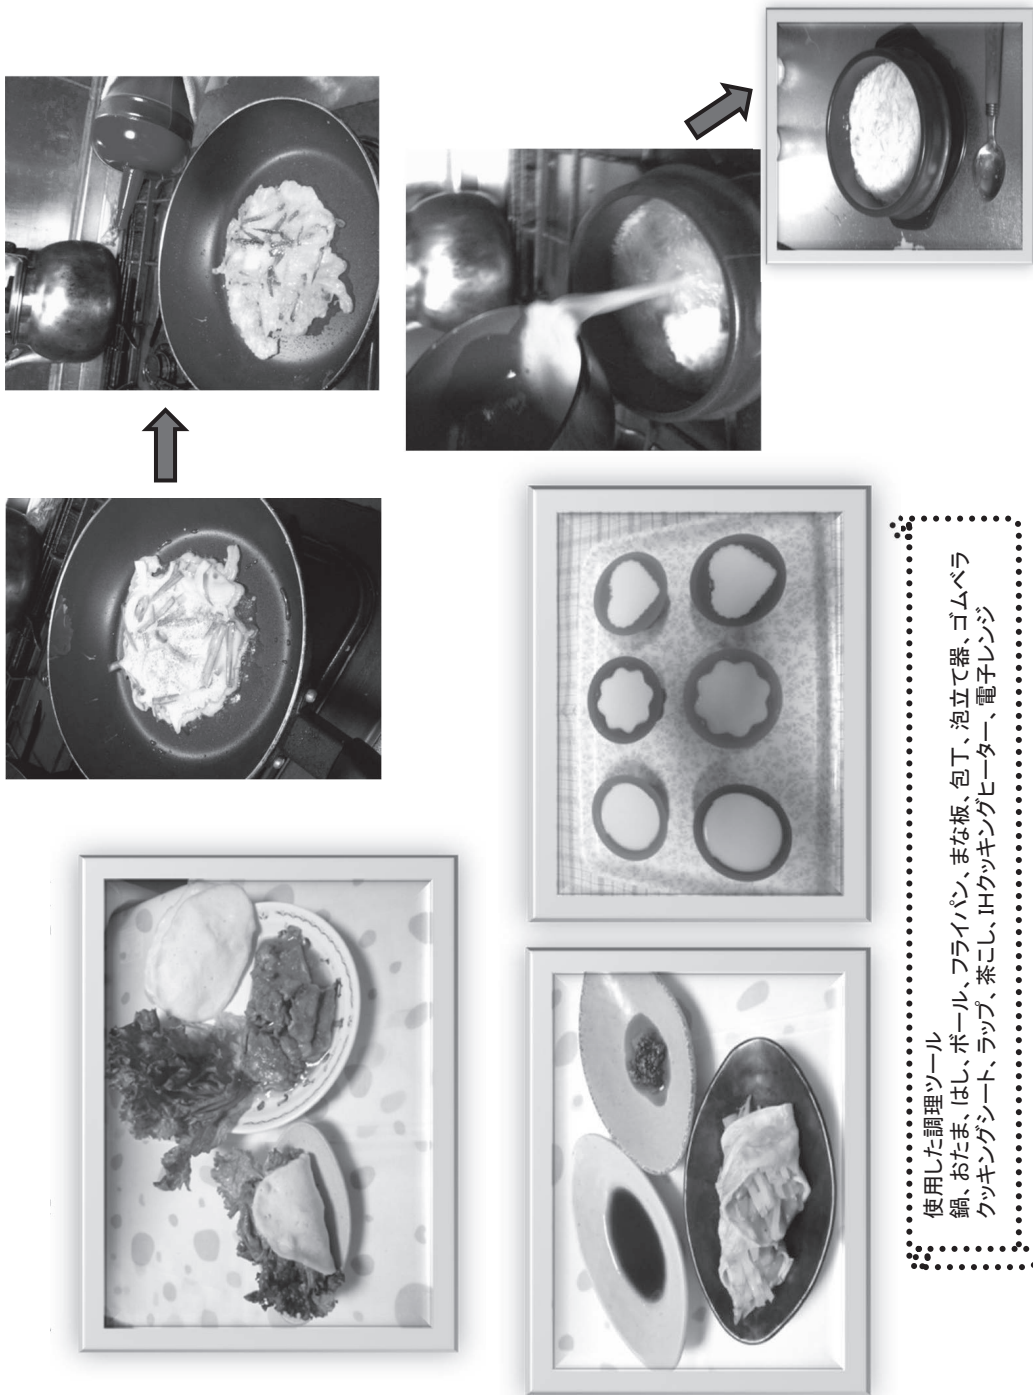 使用した調理ツール
鍋、おたま、はし、ボール、フライパン、まな板、包丁、泡立て器、ゴムベラ
クッキングシート、ラップ、茶こし、IHクッキングヒーター、電子レンジ